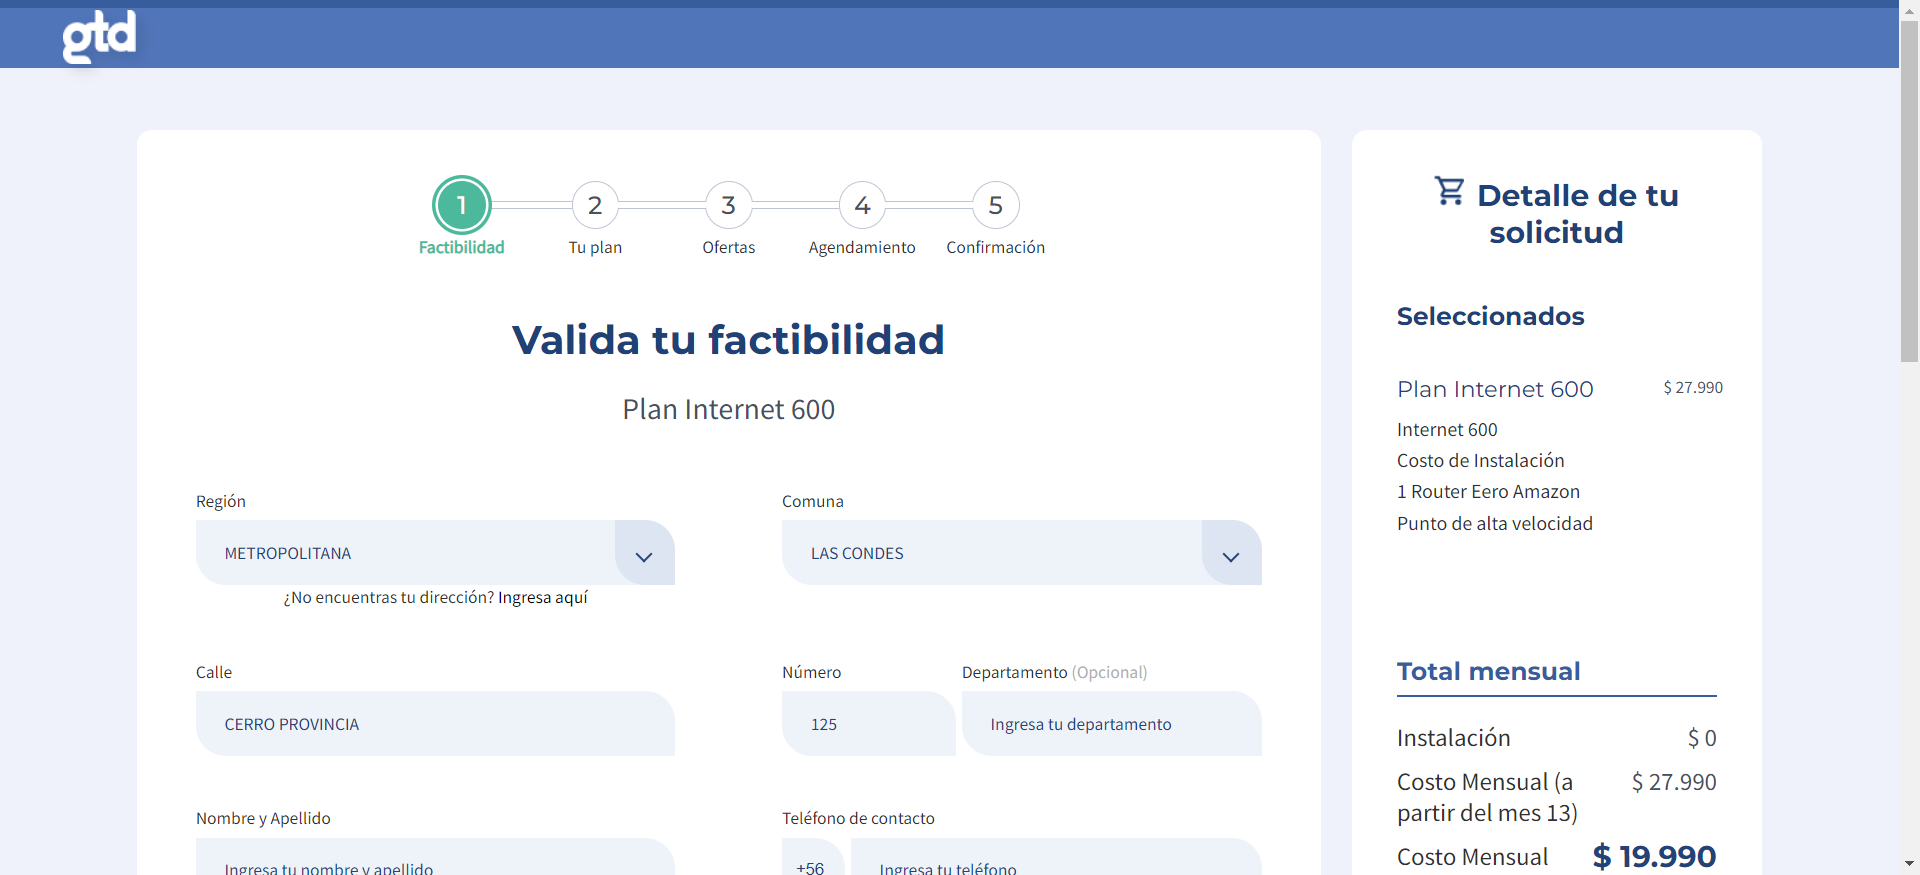 gtd
1
2
3
4
5
Factibilidad
Tu plan
Ofertas
Agendamiento
Confirmación
Valida tu factibilidad
Plan Internet 600
Región
Comuna
METROPOLITANA
LAS CONDES
¿No encuentras tu dirección? Ingresa aquí
Calle
Número
Departamento (Opcional)
CERRO PROVINCIA
125
Ingresa tu departamento
Nombre y Apellido
Teléfono de contacto
Ingresa tu nombre y apellido
+56
Ingresa tu teléfono
Detalle de tu
solicitud
Seleccionados
Plan Internet 600
$ 27.990
Internet 600
Costo de Instalación
1 Router Eero Amazon
Punto de alta velocidad
Total mensual
Instalación
$ 0
Costo Mensual (a
partir del mes 13)
$ 27.990
Costo Mensual
$ 19.990